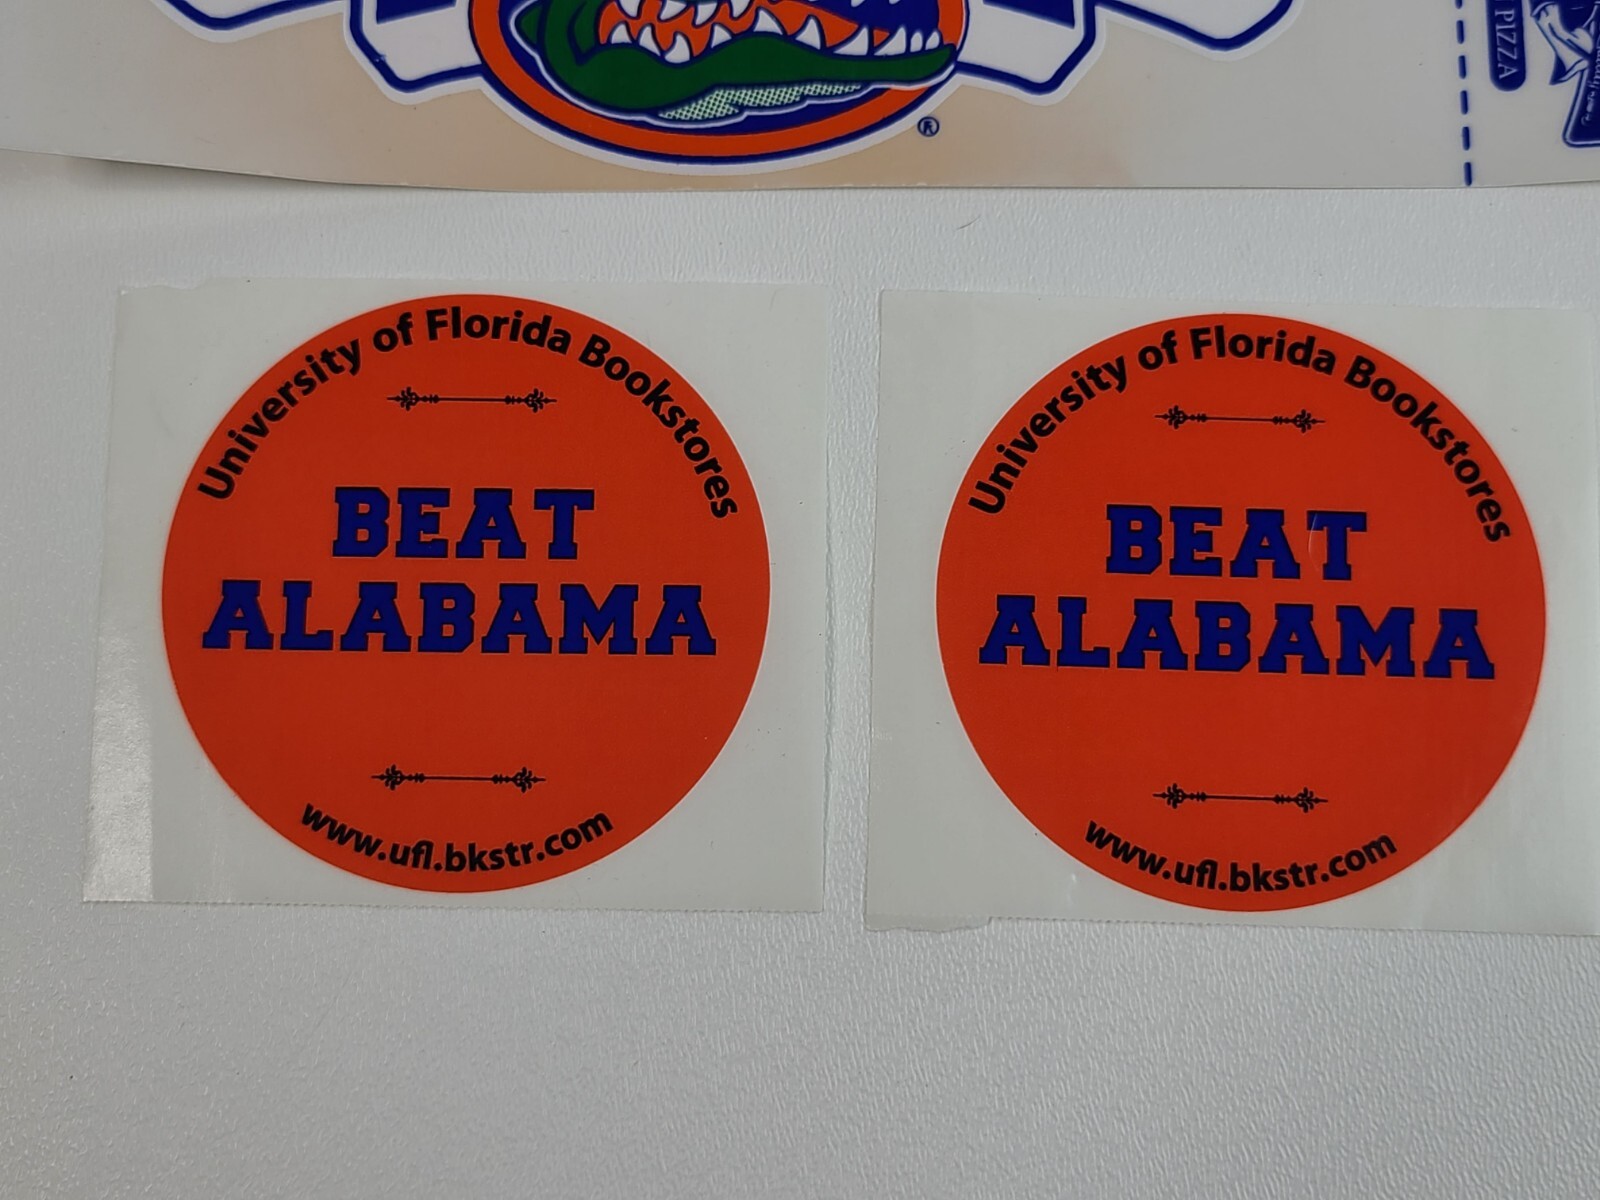 ®
PIZZA
University of Florida Bookstores
BEAT
ALABAMA
www.ufl.bkstr.com
University of Florida Bookstores
BEAT
ALABAMA
www.ufl.bkstr.com